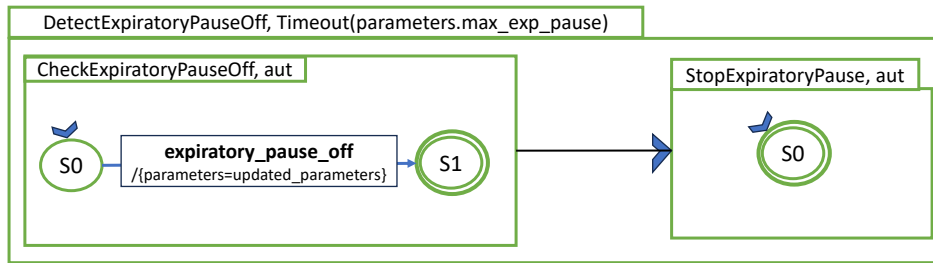 DetectExpiratoryPauseOff, Timeout(parameters.max_exp_pause)
CheckExpiratoryPauseOff, aut
StopExpiratoryPause, aut
S0
expiratory_pause_off
/{parameters=updated_parameters}
S1
S0